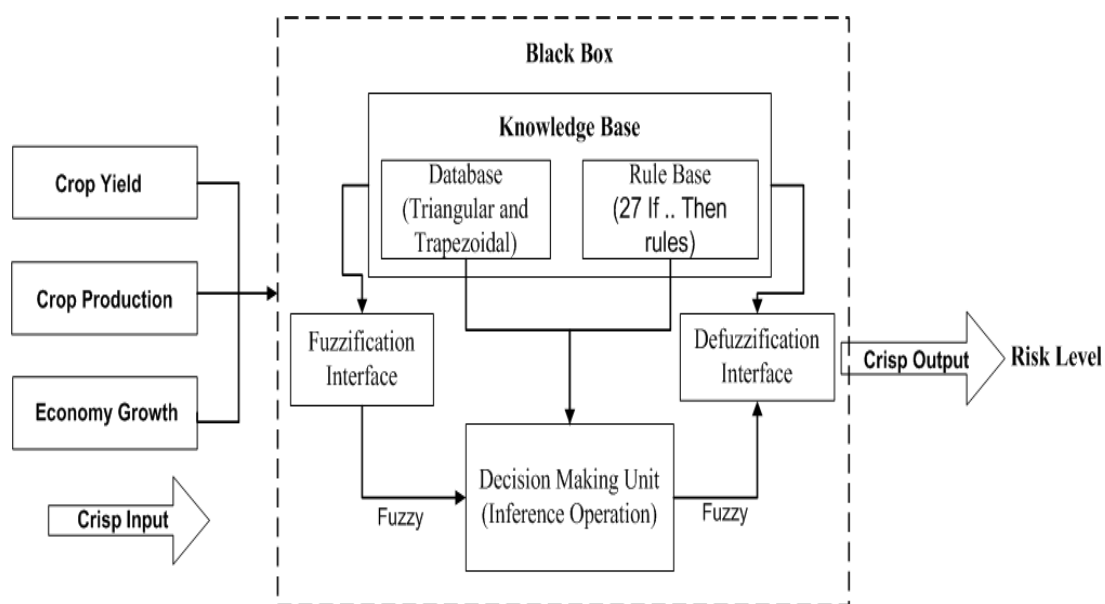 Black Box
Knowledge Base
Crop Yield
Crop Production
Economy Growth
Crisp Input
Database
(Triangular and
Trapezoidal)
Rule Base
(27 If .. Then
rules)
Fuzzification
Interface
Defuzzification
Interface
Crisp Output
Risk Level
Decision Making Unit
(Inference Operation)
Fuzzy
Fuzzy